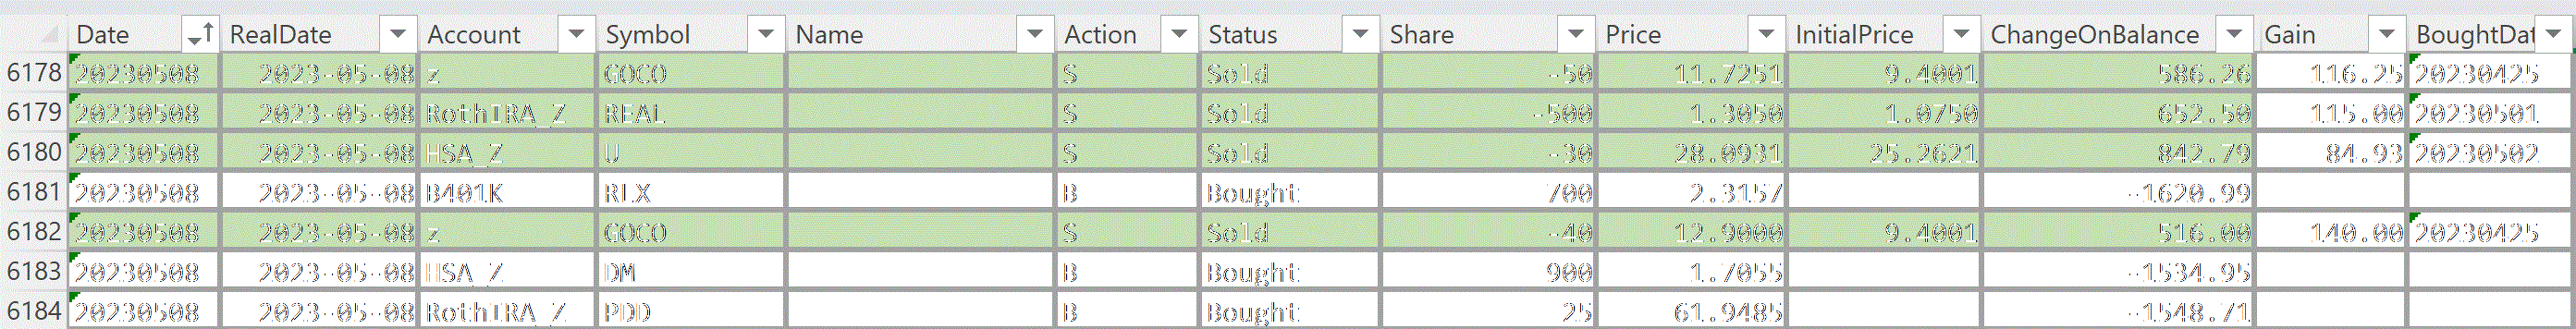 Date RealDate Account Symbol Name Action Status Share Price InitialPrice ChangeOnBalance Gain BoughtDat
6178 20230508 2023-05-08 z GOCO S Sold -50 11.7251 9.4001 586.26 116.25 20230425
6179 20230508 2023-05-08 RothIRA_Z REAL S Sold -500 1.3050 1.0750 652.50 115.00 20230501
6180 20230508 2023-05-08 HSA_Z U S Sold -30 28.0931 25.2621 842.79 84.93 20230502
6181 20230508 2023-05-08 B401K RLX B Bought 700 2.3157 -1620.99
6182 20230508 2023-05-08 z GOCO S Sold -40 12.9000 9.4001 516.00 140.00 20230425
6183 20230508 2023-05-08 HSA_Z DM B Bought 900 1.7055 -1534.95
6184 20230508 2023-05-08 RothIRA_Z PDD B Bought 25 61.9485 -1548.71